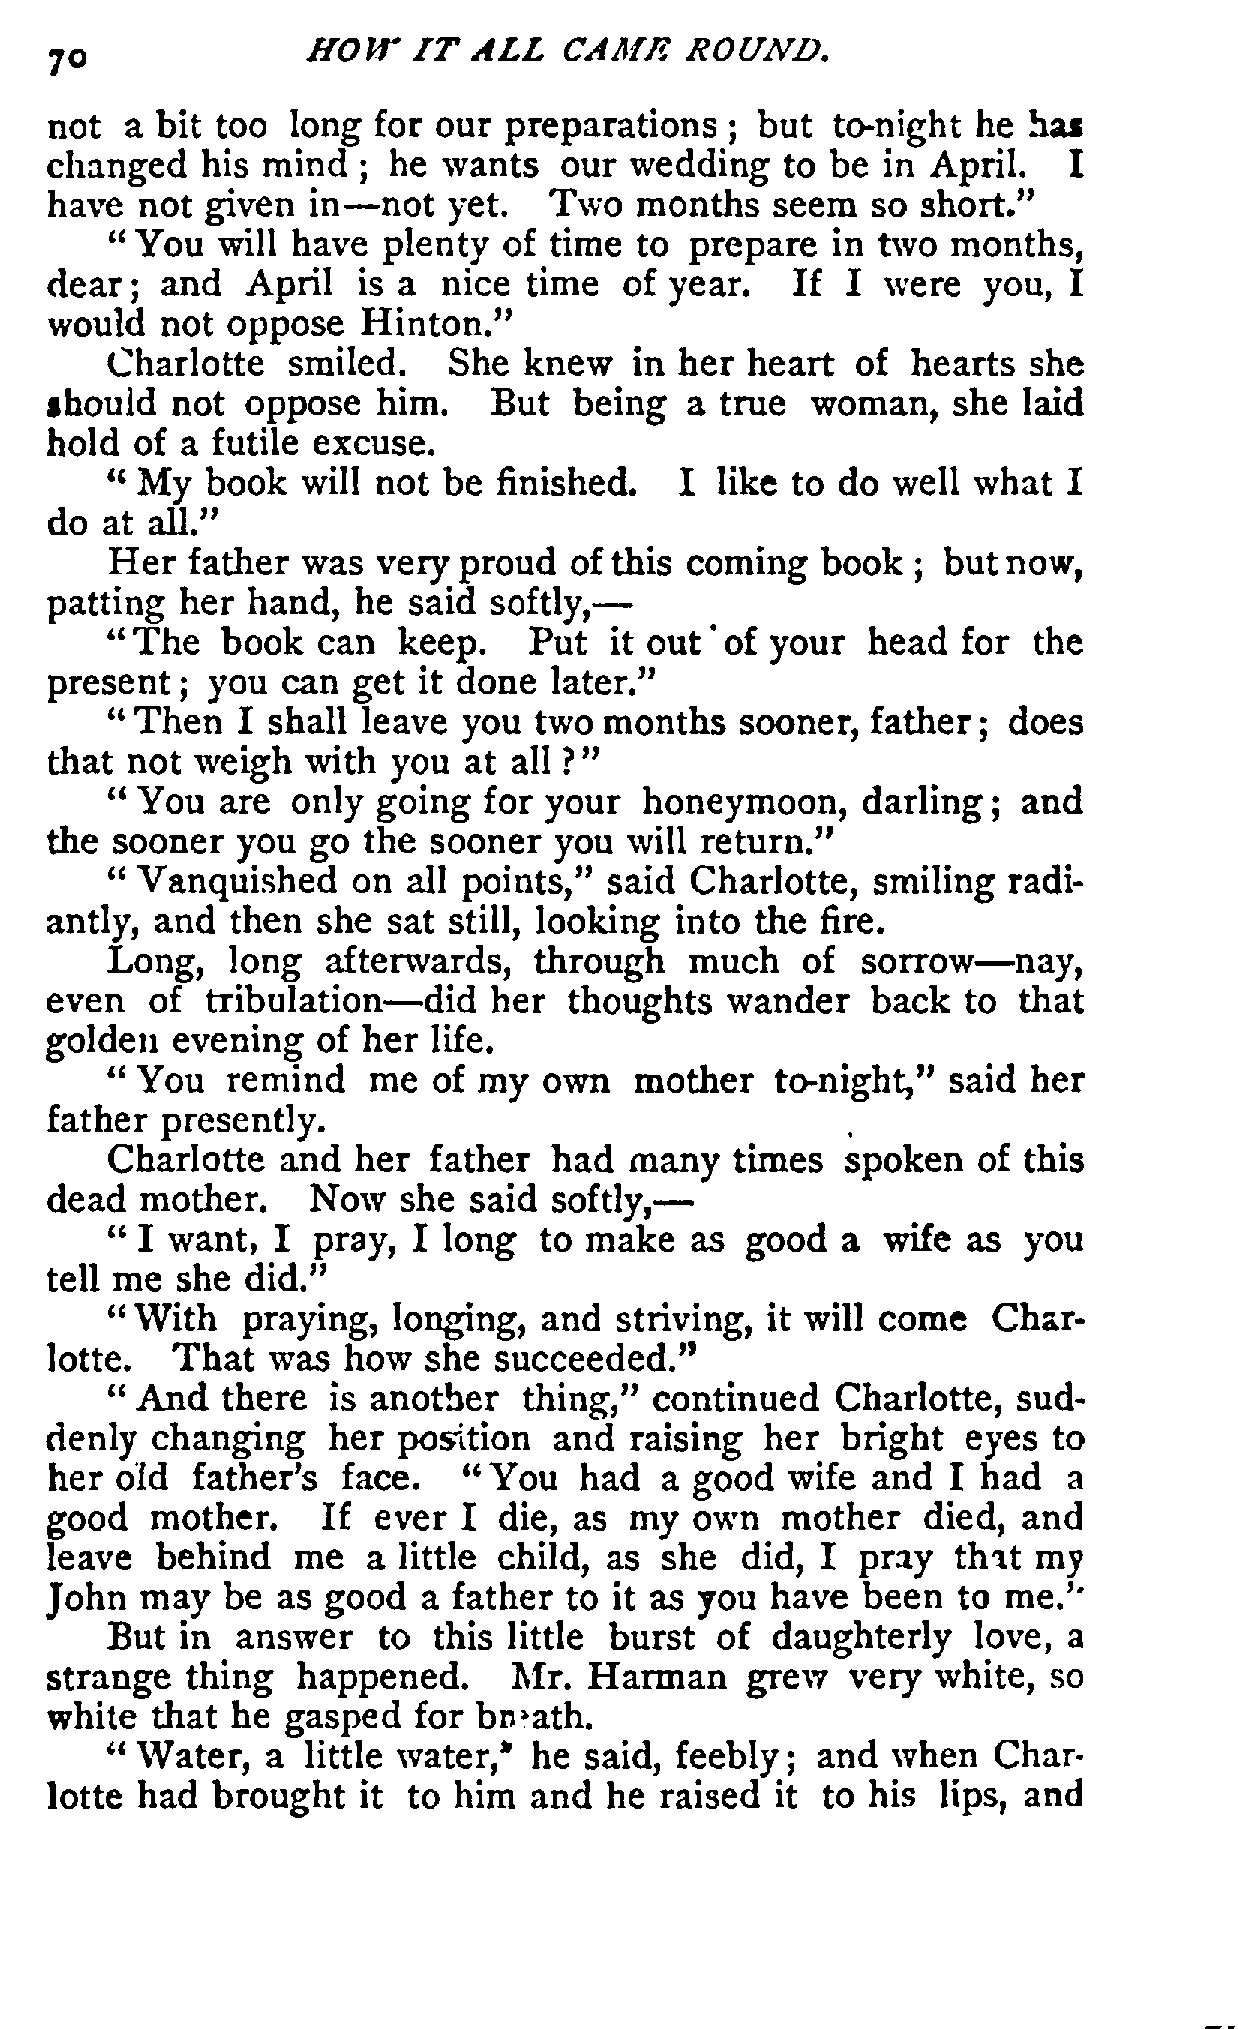 70 HOW IT ALL CAME ROUND.
not a bit too long for our preparations ; but to-night he has
changed his mind ; he wants our wedding to be in April. I
have not given in—not yet. Two months seem so short."
"You will have plenty of time to prepare in two months,
dear; and April is a nice time of year. If I were you, I
would not oppose Hinton."
Charlotte smiled. She knew in her heart of hearts she
should not oppose him. But being a true woman, she laid
hold of a futile excuse.
"My book will not be finished. I like to do well what I
do at all."
Her father was very proud of this coming book ; but now,
patting her hand, he said softly,—
"The book can keep. Put it out of your head for the
present ; you can get it done later."
"Then I shall leave you two months sooner, father ; does
that not weigh with you at all ?"
"You are only going for your honeymoon, darling ; and
the sooner you go the sooner you will return."
"Vanquished on all points," said Charlotte, smiling radi-
antly, and then she sat still, looking into the fire.
Long, long afterwards, through much of sorrow—nay,
even of tribulation—did her thoughts wander back to that
golden evening of her life.
"You remind me of my own mother to-night," said her
father presently.
Charlotte and her father had many times spoken of this
dead mother. Now she said softly,—
"I want, I pray, I long to make as good a wife as you
tell me she did."
"With praying, longing, and striving, it will come Char-
lotte. That was how she succeeded."
"And there is another thing," continued Charlotte, sud-
denly changing her position and raising her bright eyes to
her old father's face. "You had a good wife and I had a
good mother. If ever I die, as my own mother died, and
leave behind me a little child, as she did, I pray that my
John may be as good a father to it as you have been to me."
But in answer to this little burst of daughterly love, a
strange thing happened. Mr. Harman grew very white, so
white that he gasped for breath.
"Water, a little water," he said, feebly ; and when Char-
lotte had brought it to him and he raised it to his lips, and